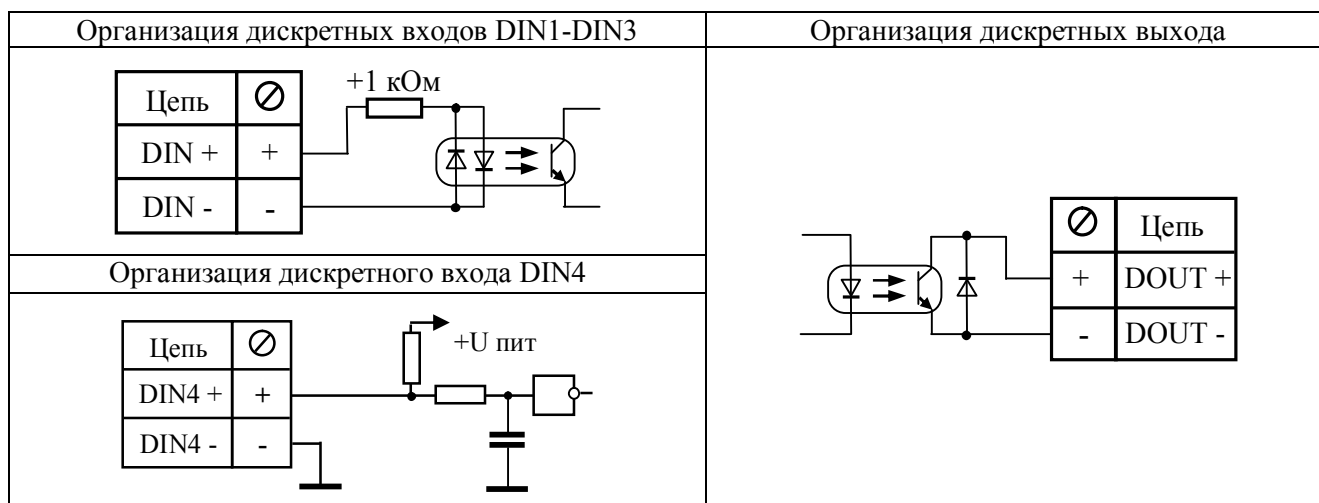 Организация дискретных входов DIN1-DIN3
Цепь
+1 кОм
DIN +
+
DIN -
-
Организация дискретного входа DIN4
Цепь
+U пит
DIN4 +
+
DIN4 -
-
Организация дискретных выхода
Цепь
+
DOUT +
-
DOUT -